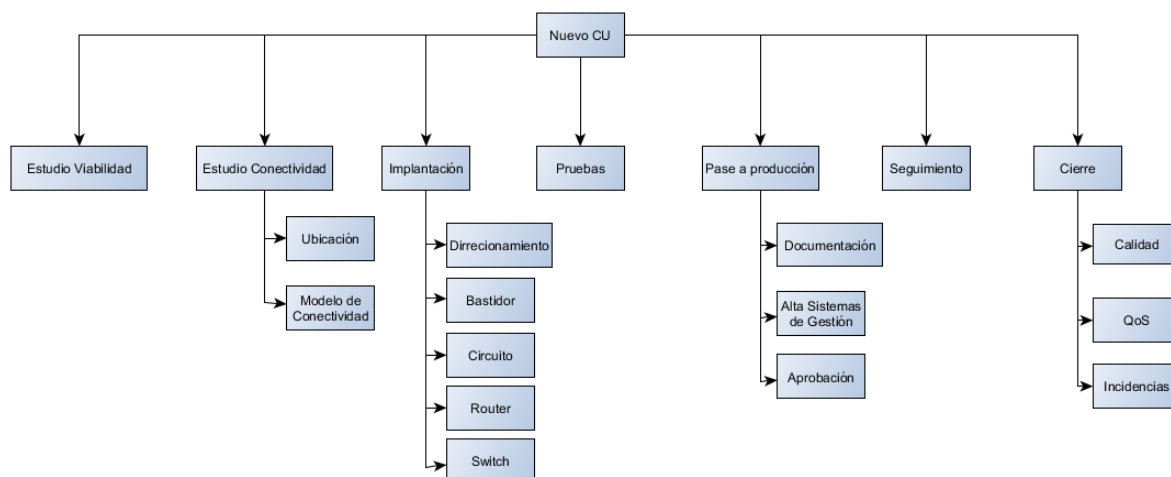 Nuevo CU
Estudio Viabilidad
Estudio Conectividad
Implantación
Pruebas
Pase a producción
Seguimiento
Cierre
Ubicación
Modelo de
Conectividad
Dirrecionamiento
Bastidor
Circuito
Router
Switch
Documentación
Alta Sistemas
de Gestión
Aprobación
Calidad
QoS
Incidencias